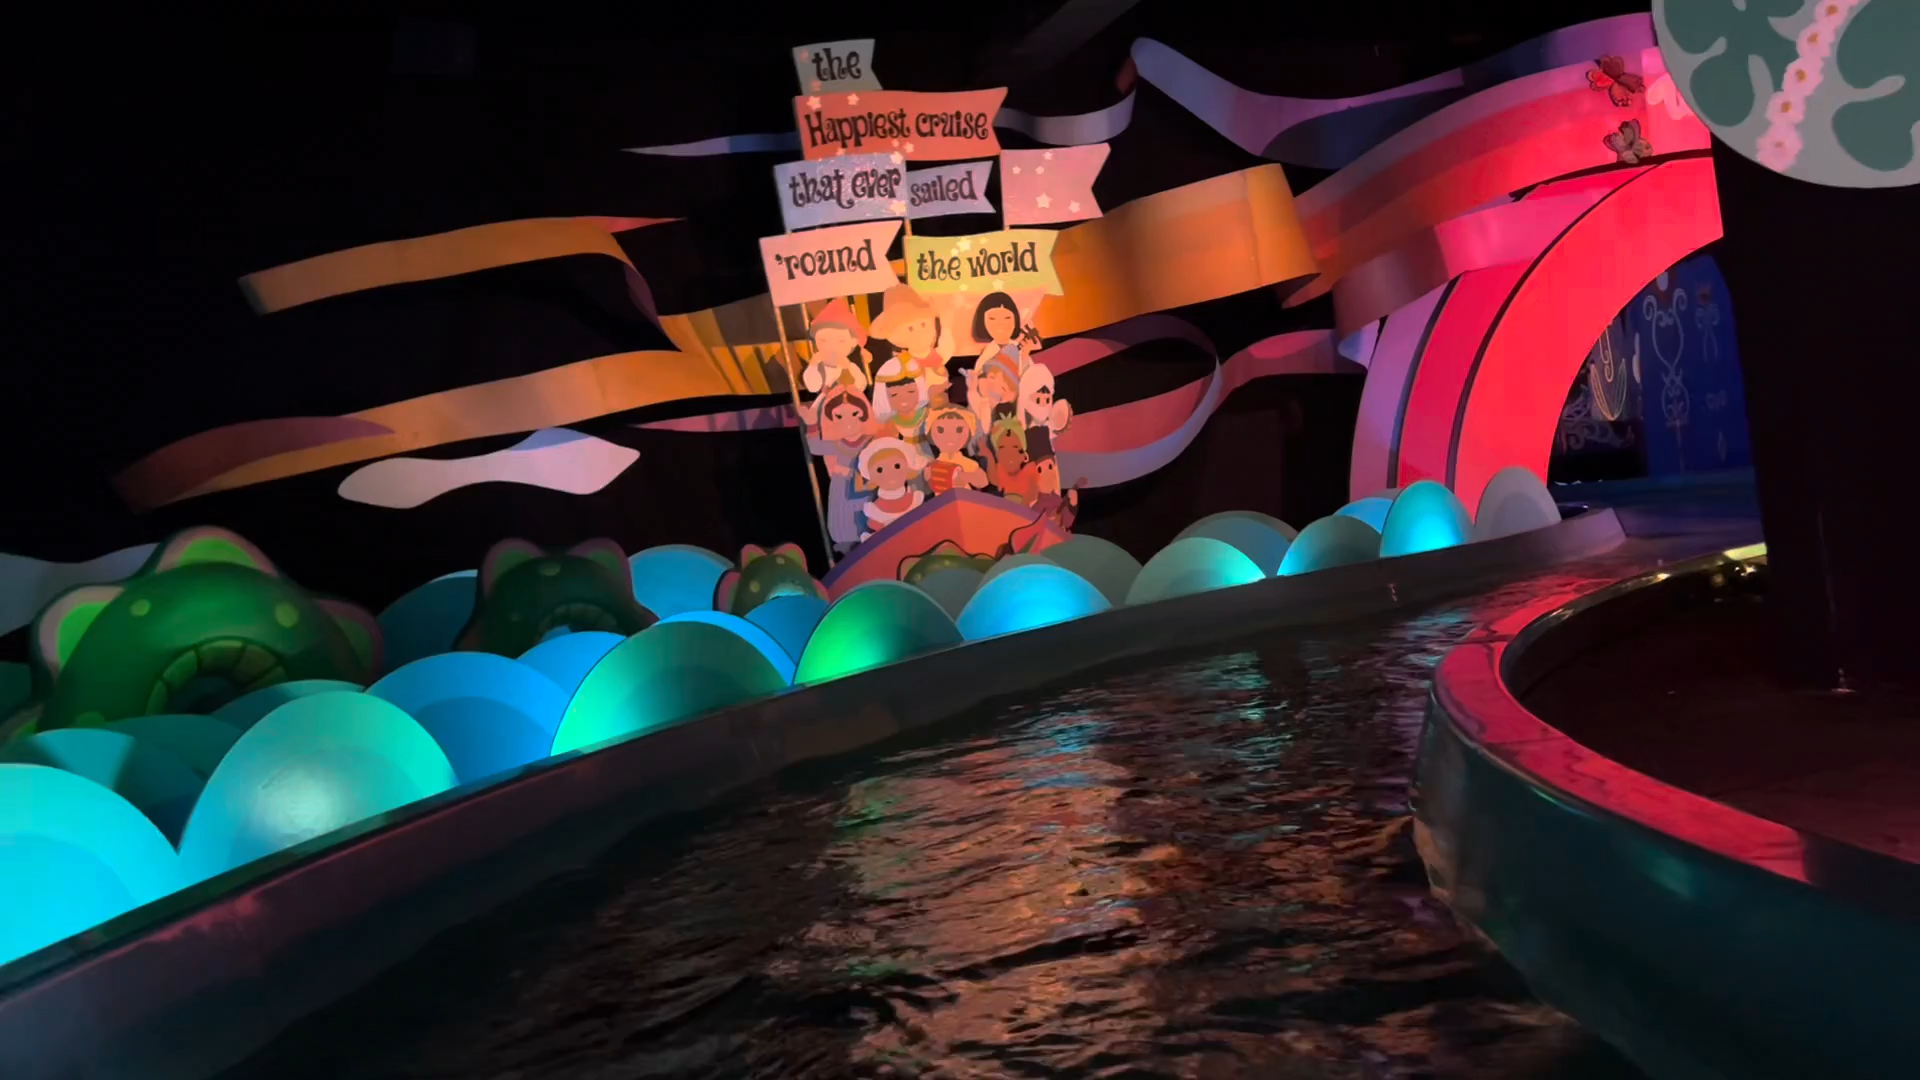 the
Happiest cruise
that ever sailed
'round the world